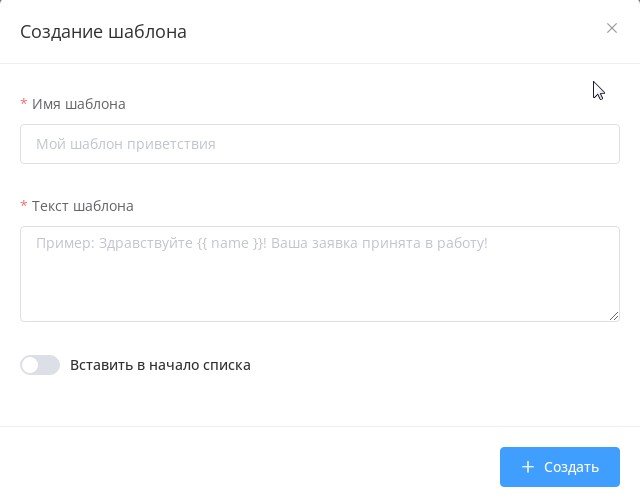 Создание шаблона
* Имя шаблона
Мой шаблон приветствия
* Текст шаблона
Пример: Здравствуйте {{ name }}! Ваша заявка принята в работу!
Вставить в начало списка
Создать